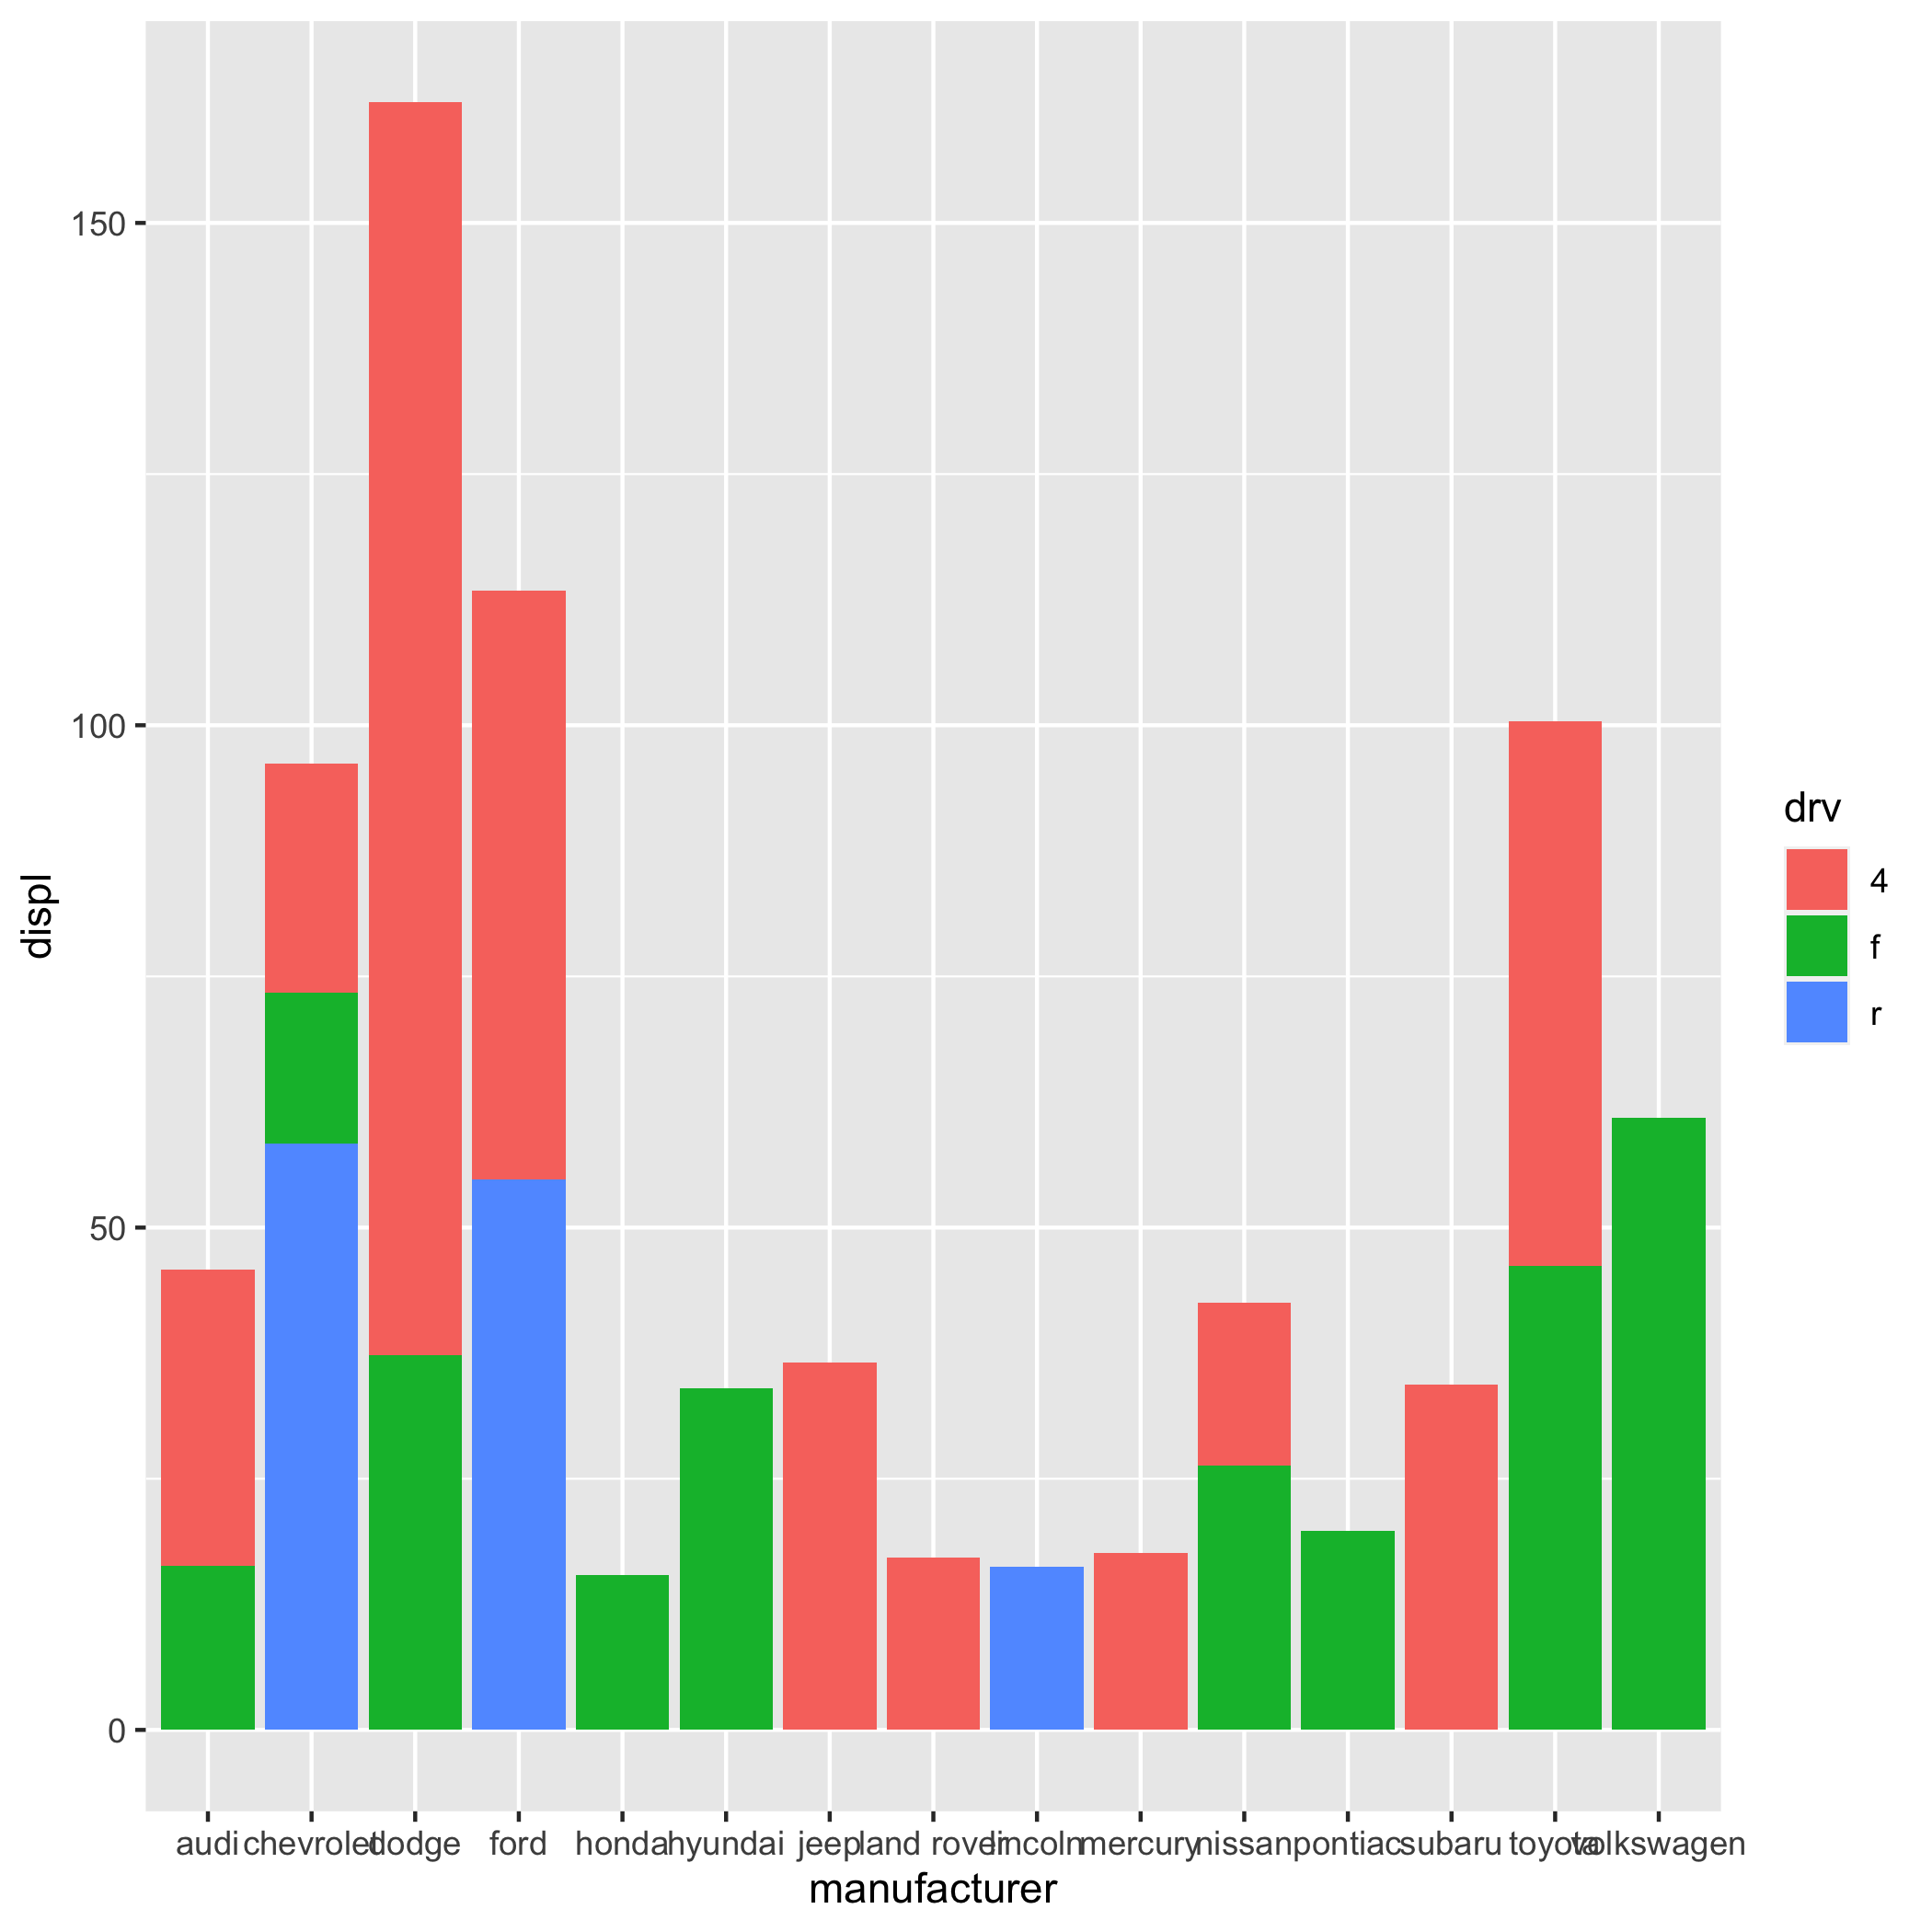 150
100
50
0
displ
audi chevrolet dodge ford honda hyundai jeep land rover lincoln mercury nissan pontiac subaru toyota volkswagen
manufacturer
drv
4
f
r